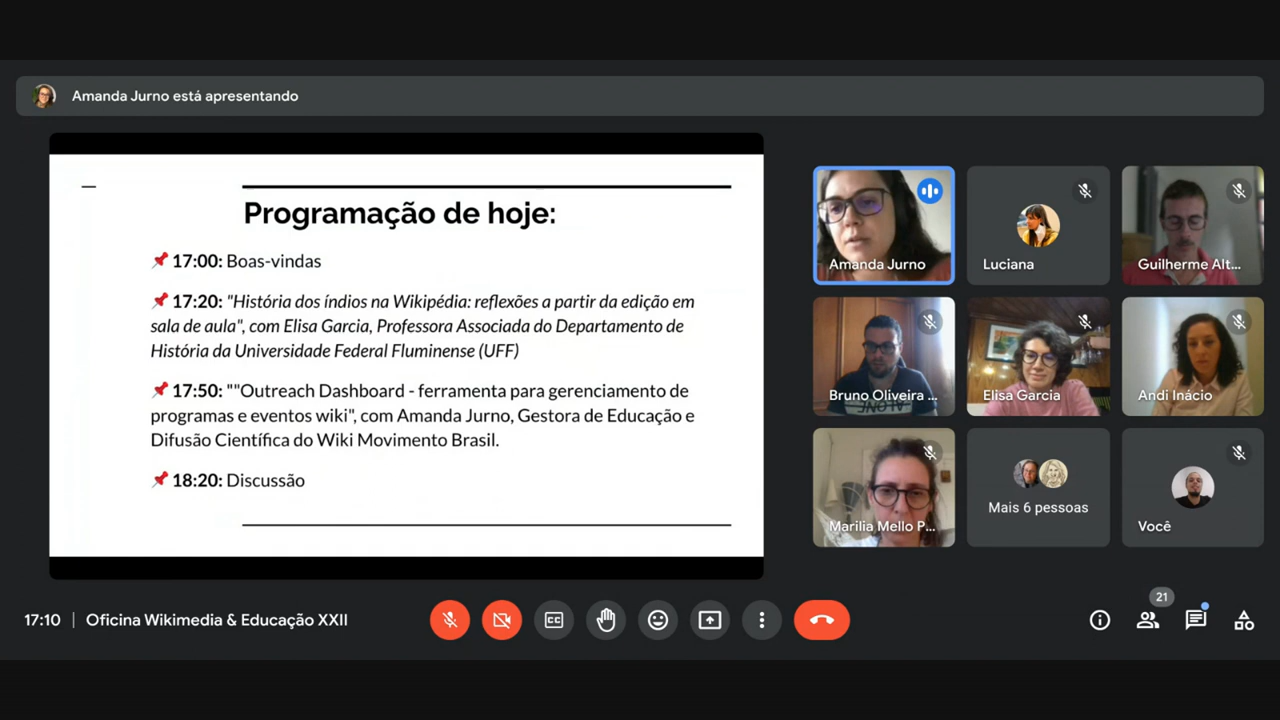 Amanda Jurno está apresentando
Programação de hoje:
17:00: Boas-vindas
17:20: "História dos índios na Wikipédia: reflexões a partir da edição em
sala de aula", com Elisa Garcia, Professora Associada do Departamento de
História da Universidade Federal Fluminense (UFF)
17:50: ""Outreach Dashboard - ferramenta para gerenciamento de
programas e eventos wiki", com Amanda Jurno, Gestora de Educação e
Difusão Científica do Wiki Movimento Brasil.
18:20: Discussão
Amanda Jurno
Luciana
Guilherme Alt...
Bruno Oliveira ...
Elisa Garcia
Andi Inácio
Marilia Mello P...
Mais 6 pessoas
Você
17:10 | Oficina Wikimedia & Educação XXII
CC
21